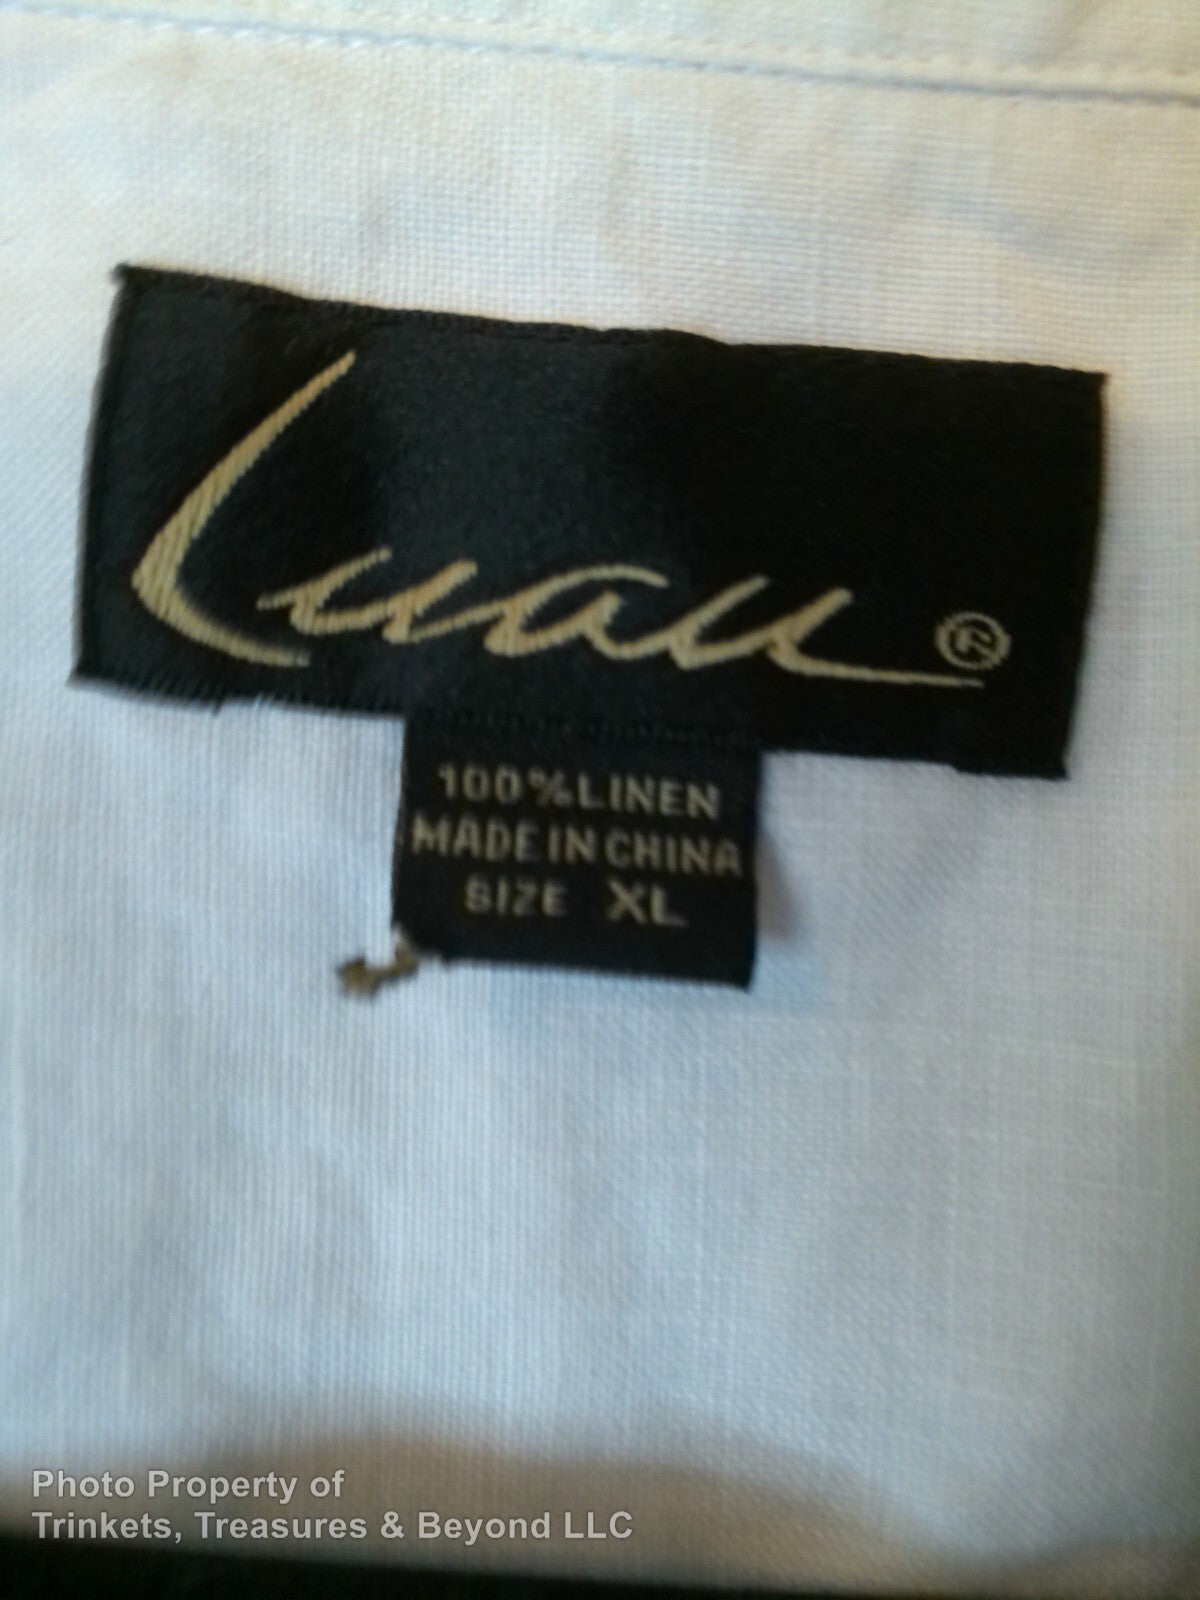 Luau ®
100% LINEN
MADE IN CHINA
SIZE XL
Photo Property of
Trinkets, Treasures & Beyond LLC